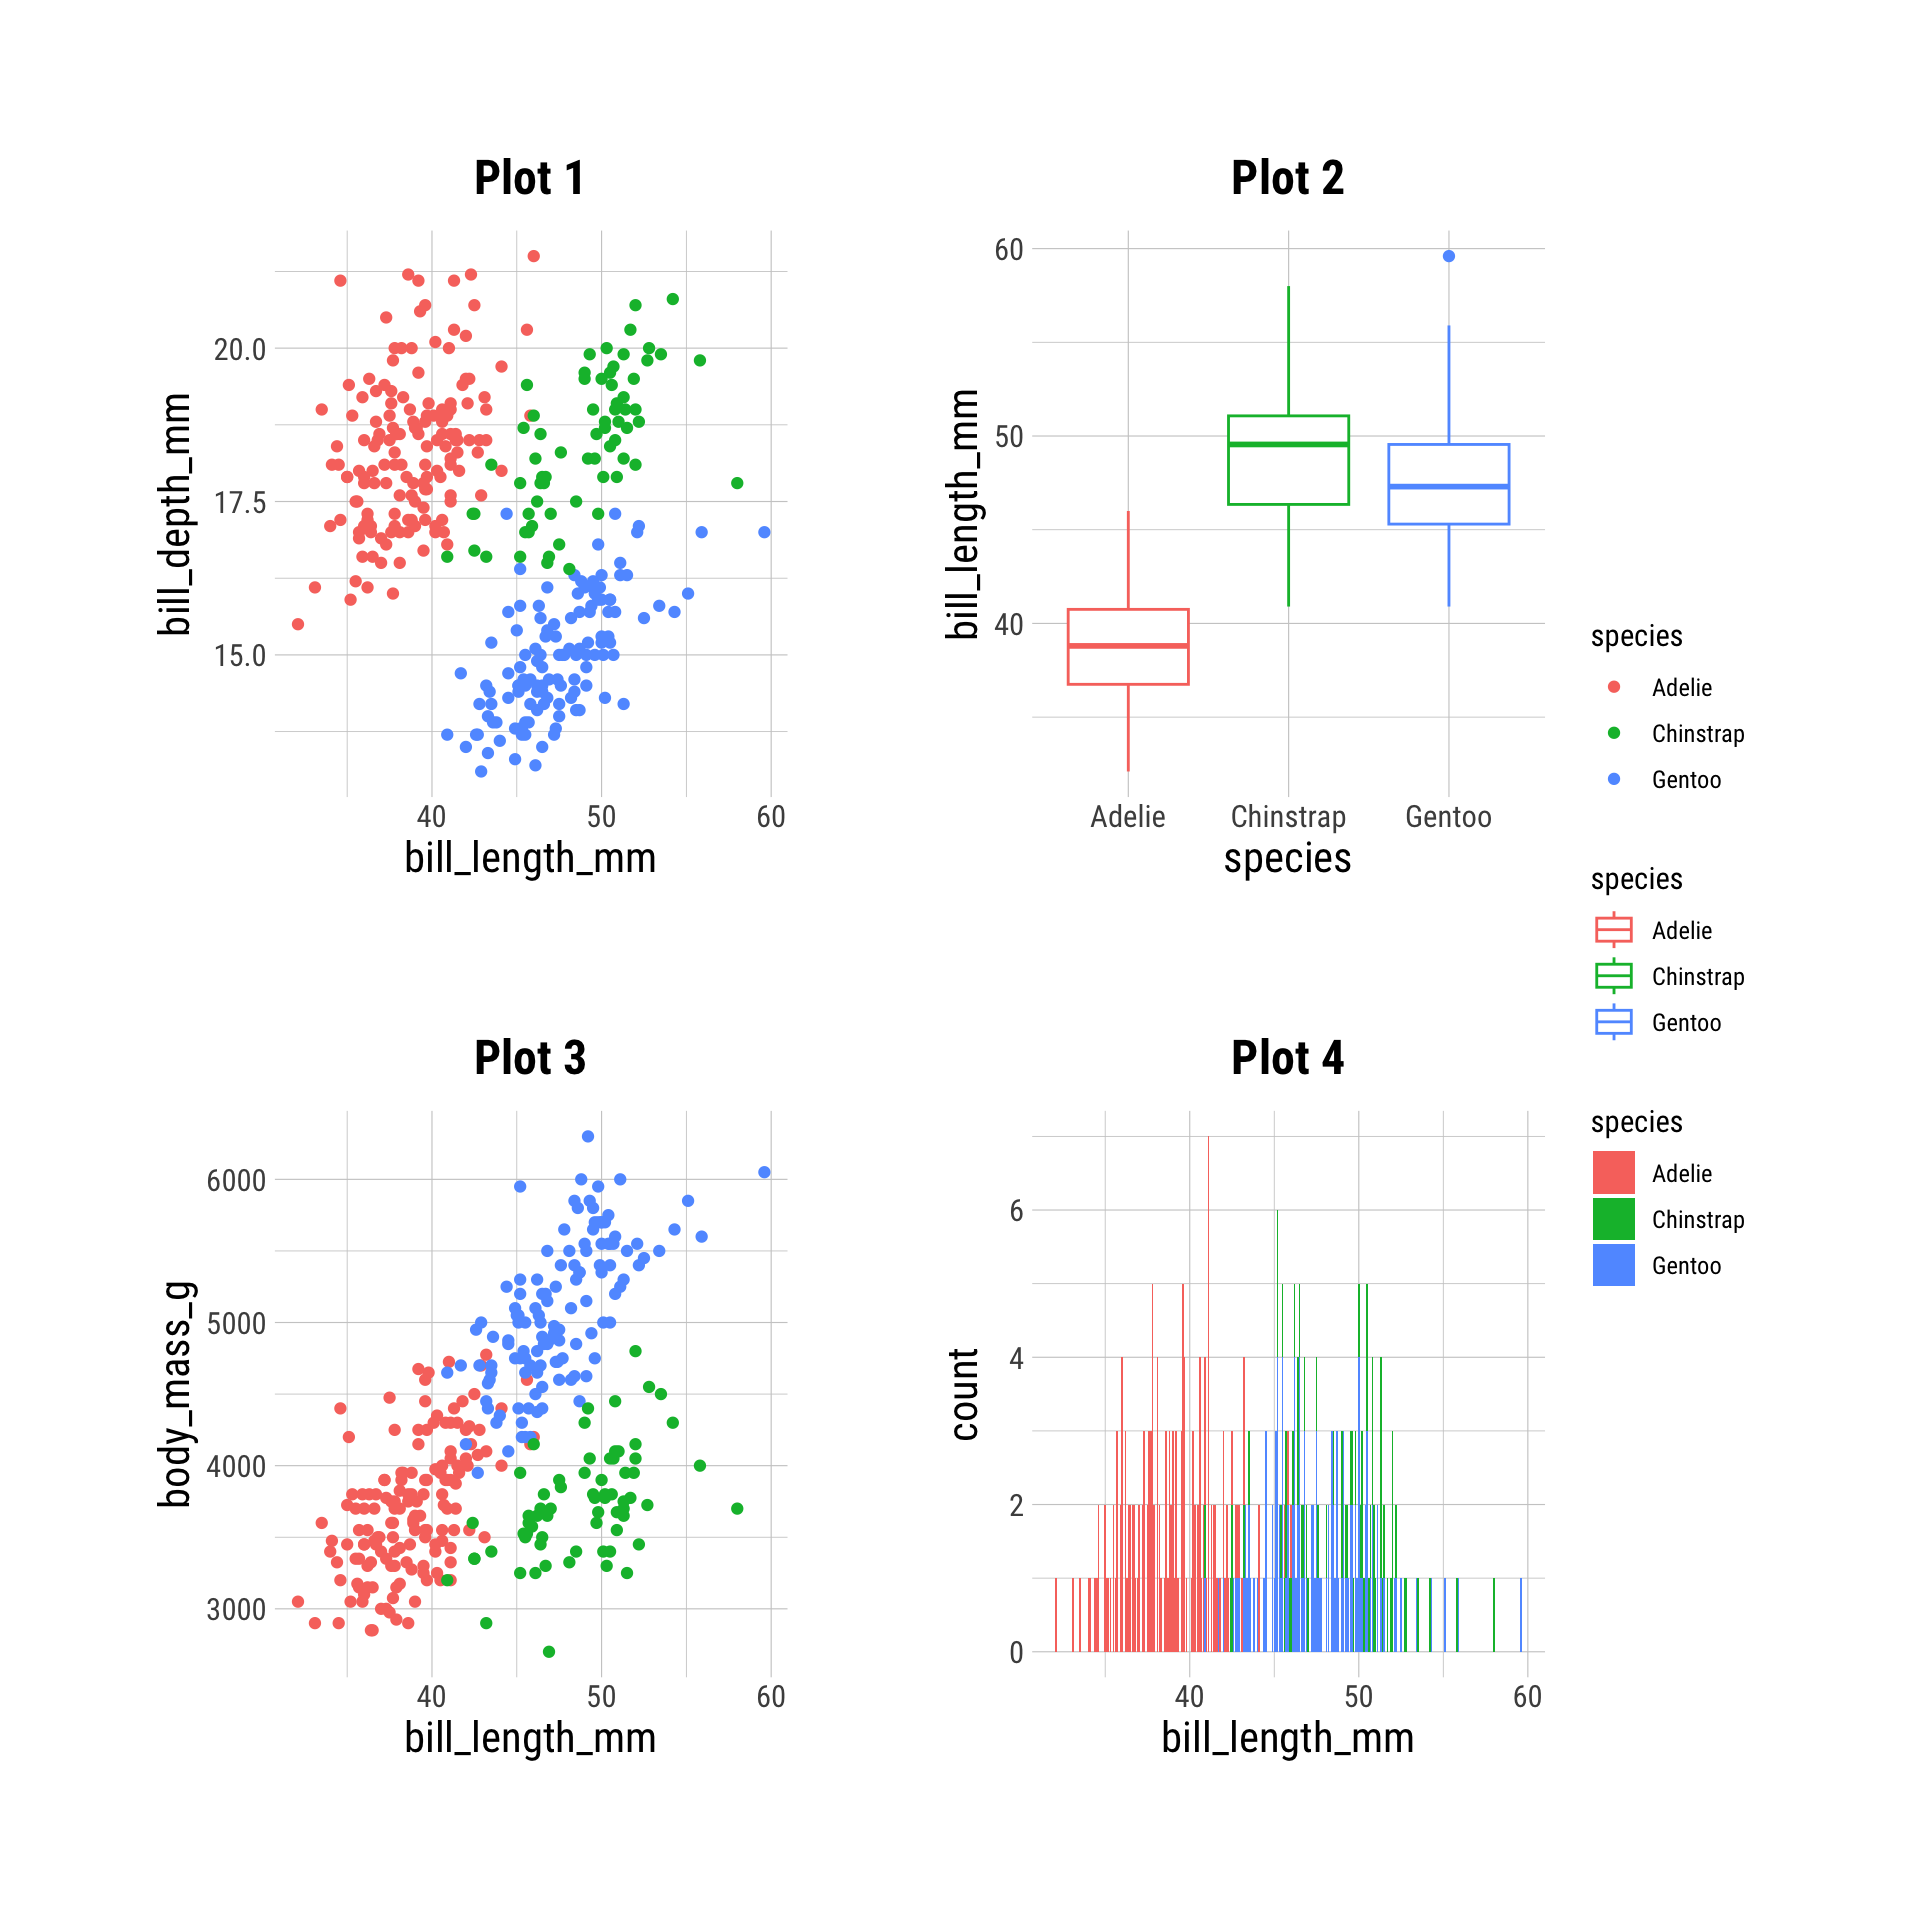 Plot 1
bill_depth_mm
20.0
17.5
15.0
40 50 60
bill_length_mm
Plot 2
bill_length_mm
60
50
40
Adelie Chinstrap Gentoo
species
Plot 3
body_mass_g
6000
5000
4000
3000
40 50 60
bill_length_mm
Plot 4
count
6
4
2
0
40 50 60
bill_length_mm
species
Adelie
Chinstrap
Gentoo
species
Adelie
Chinstrap
Gentoo
species
Adelie
Chinstrap
Gentoo